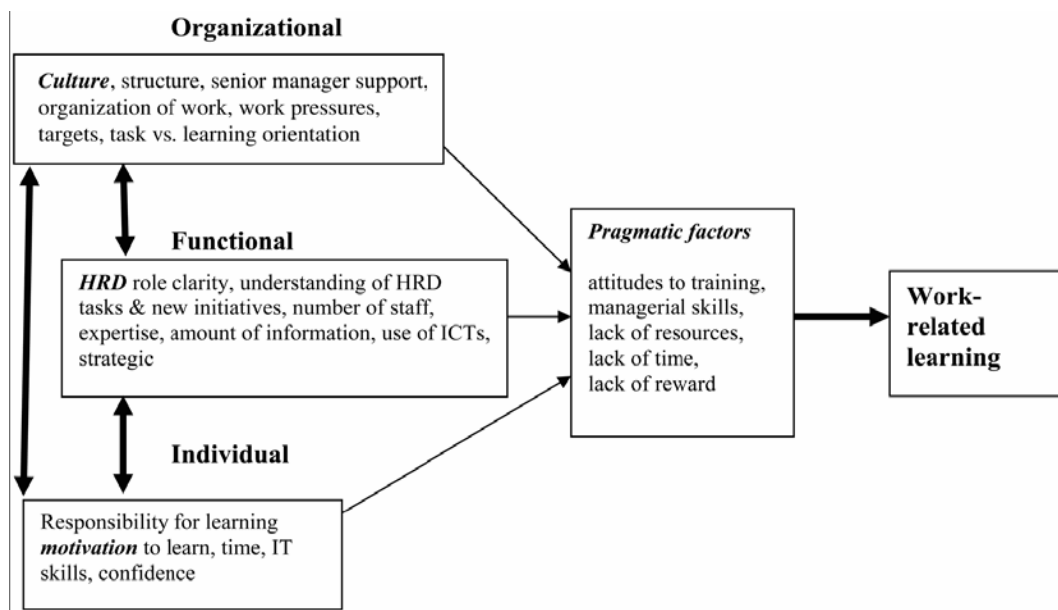 Organizational
Culture, structure, senior manager support,
organization of work, work pressures,
targets, task vs. learning orientation
Functional
HRD role clarity, understanding of HRD
tasks & new initiatives, number of staff,
expertise, amount of information, use of ICTs,
strategic
Individual
Responsibility for learning
motivation to learn, time, IT
skills, confidence
Pragmatic factors
attitudes to training,
managerial skills,
lack of resources,
lack of time,
lack of reward
Work-
related
learning